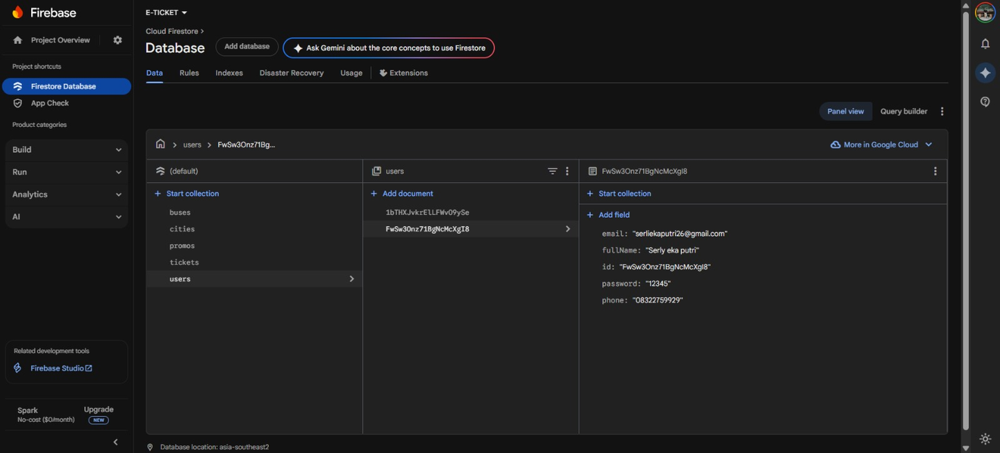 Firebase
Project Overview
Project shortcuts
Firestore Database
App Check
Product categories
Build
Run
Analytics
AI
Related development tools
Firebase Studio
Spark
No-cost ($0/month)
Upgrade
NEW
E-TICKET
Cloud Firestore
Database
Add database
Ask Gemini about the core concepts to use Firestore
Data Rules Indexes Disaster Recovery Usage Extensions
Panel view Query builder
users FwSw3Onz71Bg...
More in Google Cloud
(default)
Start collection
buses
cities
promos
tickets
users
users
Add document
1bTHXJvkrElLFWvO9ySe
FwSw3Onz71BgNcMcXgI8
FwSw3Onz71BgNcMcXgI8
Start collection
Add field
email: "serliekaputri26@gmail.com"
fullName: "Serly eka putri"
id: "FwSw3Onz71BgNcMcXgI8"
password: "12345"
phone: "08322759929"
Database location: asia-southeast2